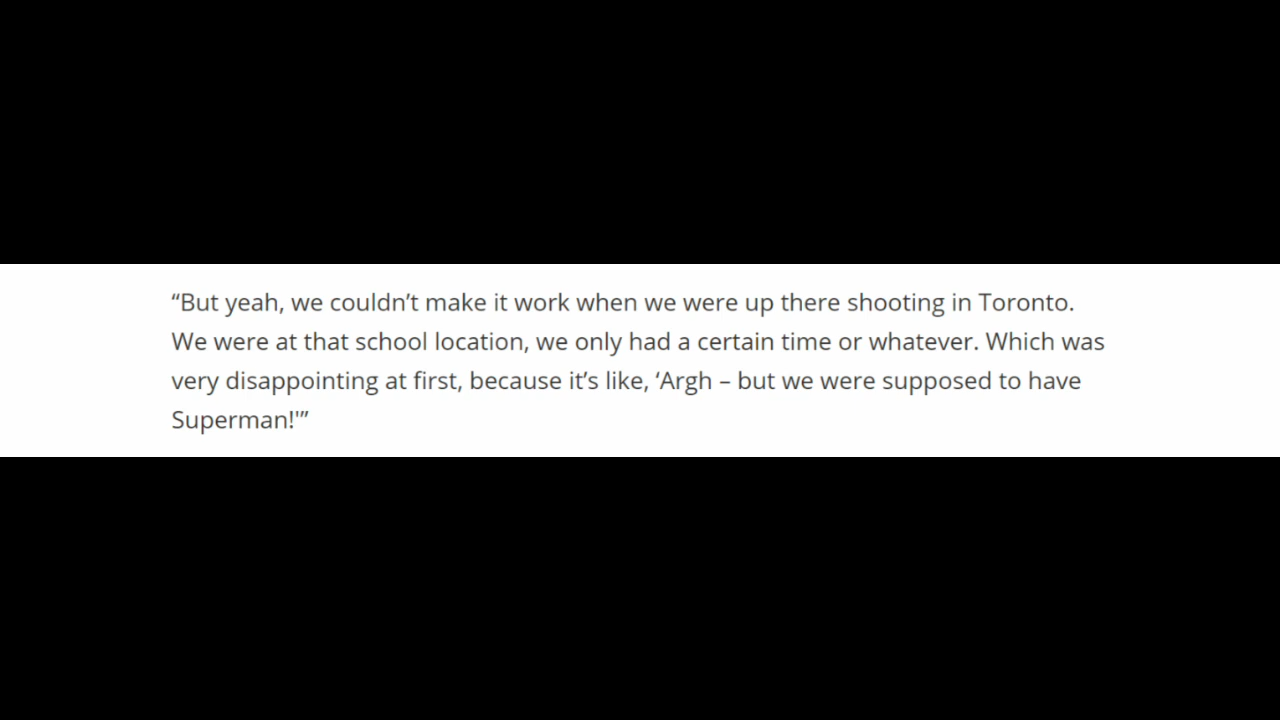 “But yeah, we couldn’t make it work when we were up there shooting in Toronto.
We were at that school location, we only had a certain time or whatever. Which was
very disappointing at first, because it’s like, ‘Argh – but we were supposed to have
Superman!'”